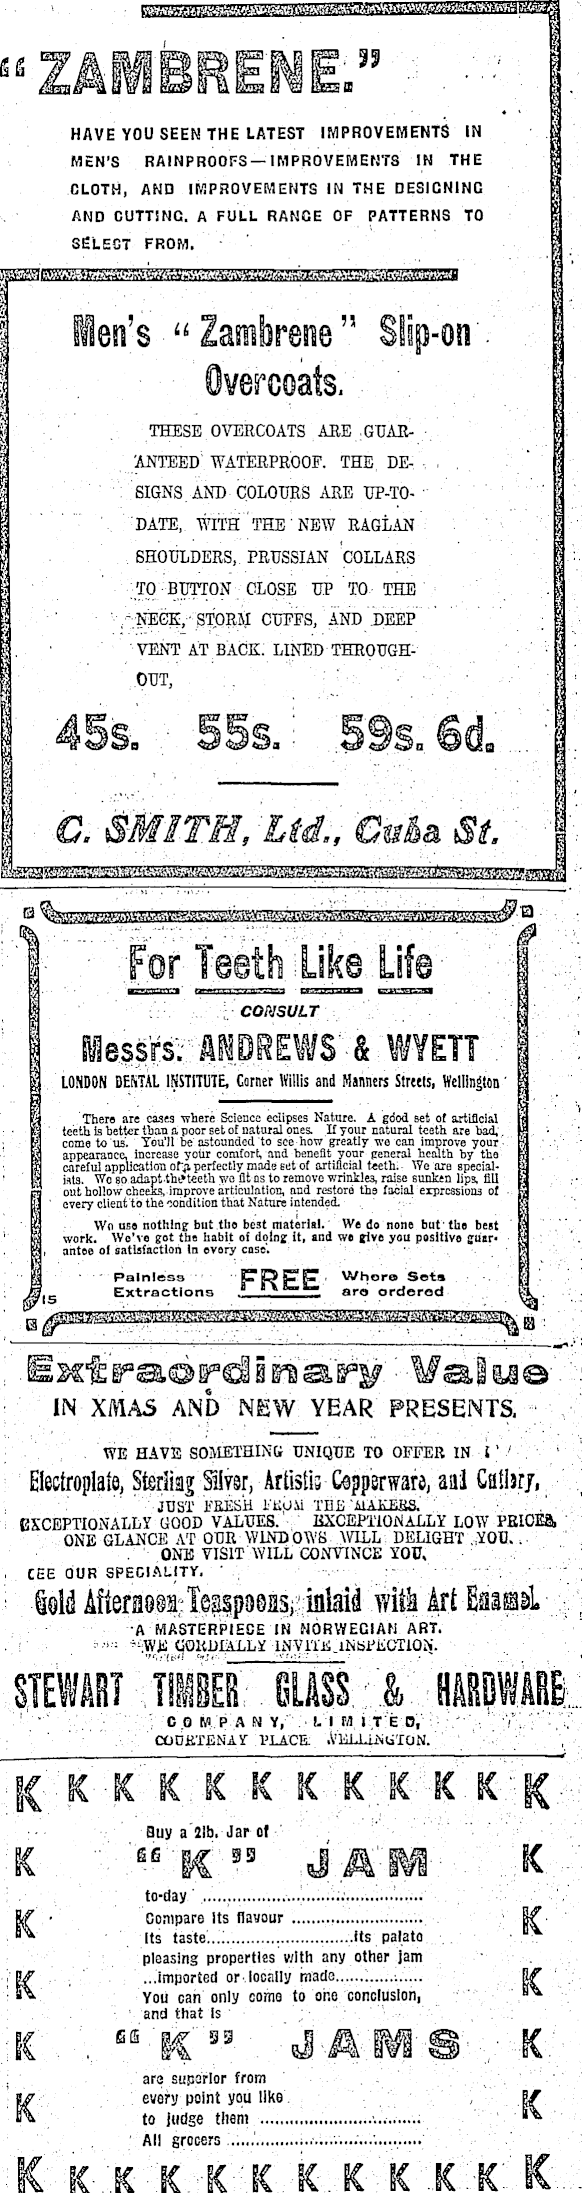 "ZAMBRENE."
HAVE YOU SEEN THE LATEST IMPROVEMENTS IN
MEN'S RAINPROOFS—IMPROVEMENTS IN THE
CLOTH, AND IMPROVEMENTS IN THE DESIGNING
AND CUTTING. A FULL RANGE OF PATTERNS TO
SELECT FROM.
Men's "Zambrene" Slip-on
Overcoats.
THESE OVERCOATS ARE GUAR-
ANTEED WATERPROOF. THE DE-
SIGNS AND COLOURS ARE UP-TO-
DATE, WITH THE NEW RAGLAN
SHOULDERS, PRUSSIAN COLLARS
TO BUTTON CLOSE UP TO THE
NECK, STORM CUFFS, AND DEEP
VENT AT BACK. LINED THROUGH-
OUT,
45s. 55s. 59s. 6d.
C. SMITH, Ltd., Cuba St.
For Teeth Like Life
CONSULT
Messrs. ANDREWS & WYETT
LONDON DENTAL INSTITUTE, Corner Willis and Manners Streets, Wellington
There are cases where Science eclipses Nature. A good set of artificial
teeth is better than a poor set of natural ones. If your natural teeth are bad,
come to us. You'll be astounded to see how greatly we can improve your
appearance, increase your comfort, and benefit your general health by the
careful application of a perfectly made set of artificial teeth. We are special-
ists. We so adapt the teeth we fit as to remove wrinkles, raise sunken lips, fill
out hollow cheeks, improve articulation, and restore the facial expressions of
every client to the condition that Nature intended.
We use nothing but the best material. We do none but the best
work. We've got the habit of doing it, and we give you positive guar-
antee of satisfaction in every case.
Painless Extractions FREE Where Sets are ordered
15
Extraordinary Value
IN XMAS AND NEW YEAR PRESENTS.
WE HAVE SOMETHING UNIQUE TO OFFER IN
Electroplate, Sterling Silver, Artistic Copperware, and Cutlery,
JUST FRESH FROM THE MAKERS.
EXCEPTIONALLY GOOD VALUES. EXCEPTIONALLY LOW PRICES,
ONE GLANCE AT OUR WINDOWS WILL DELIGHT YOU.
ONE VISIT WILL CONVINCE YOU.
SEE OUR SPECIALITY.
Gold Afternoon Teaspoons, inlaid with Art Enamel.
A MASTERPIECE IN NORWEGIAN ART.
WE CORDIALLY INVITE INSPECTION.
STEWART TIMBER GLASS & HARDWARE
COMPANY, LIMITED,
COURTENAY PLACE WELLINGTON.
K K K K K K K K K K K K
Buy a 2lb. Jar of
K "K" JAM K
to-day ..........
K Compare its flavour .......... K
its taste..........its palate
pleasing properties with any other jam
K ...imported or locally made.......... K
You can only come to one conclusion,
and that is
K "K" JAMS K
are superior from
K every point you like K
to judge them ..........
All grocers ..........
K K K K K K K K K K K K